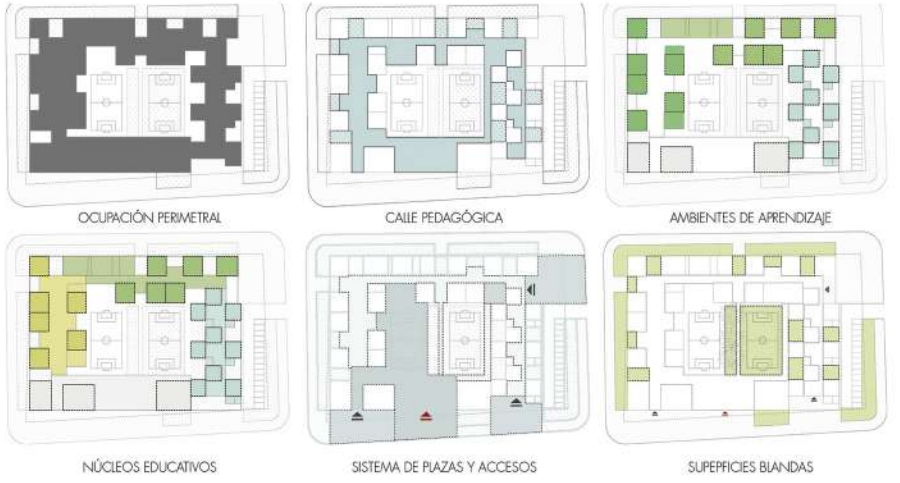 OCUPACIÓN PERIMETRAL
CALLE PEDAGÓGICA
AMBIENTES DE APRENDIZAJE
NÚCLEOS EDUCATIVOS
SISTEMA DE PLAZAS Y ACCESOS
SUPEPFICIES BLANDAS